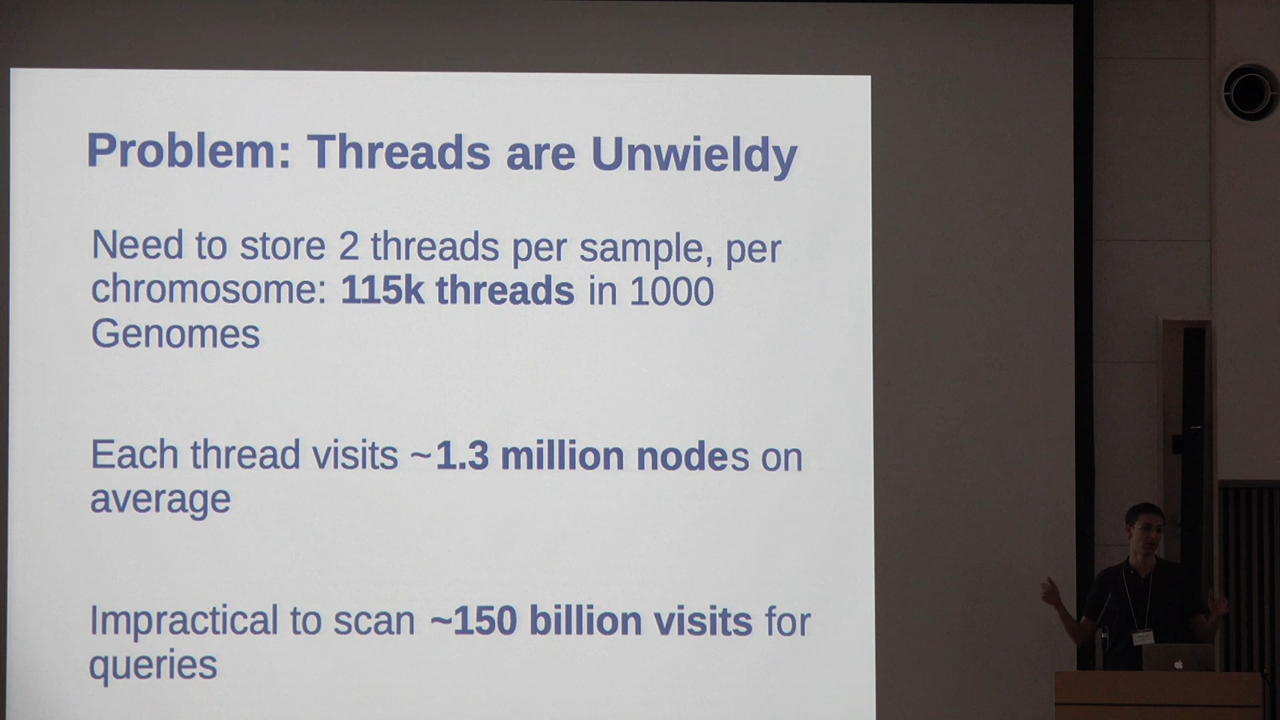 Problem: Threads are Unwieldy
Need to store 2 threads per sample, per
chromosome: 115k threads in 1000
Genomes
Each thread visits ~1.3 million nodes on
average
Impractical to scan ~150 billion visits for
queries